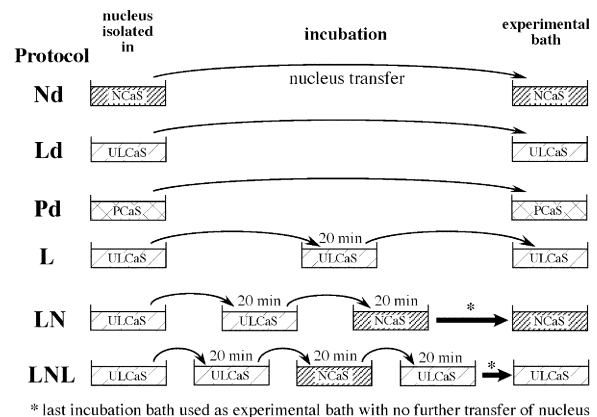 nucleus
isolated
in
incubation
experimental
bath
Protocol
nucleus transfer
Nd NCaS NCaS
Ld ULCaS ULCaS
Pd PCaS PCaS
20 min
L ULCaS ULCaS ULCaS
20 min 20 min *
LN ULCaS ULCaS NCaS NCaS
20 min 20 min 20 min *
LNL ULCaS ULCaS NCaS ULCaS ULCaS
* last incubation bath used as experimental bath with no further transfer of nucleus